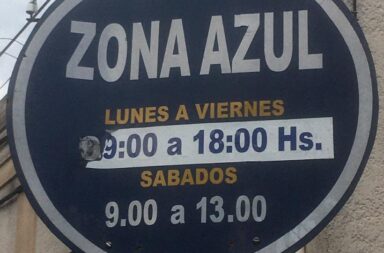 ZONA AZUL
LUNES A VIERNES
9:00 a 18:00 Hs.
SABADOS
9.00 a 13.00